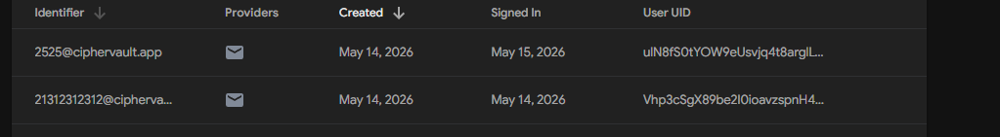 Identifier Providers Created Signed In User UID
2525@ciphervault.app May 14, 2026 May 15, 2026 uIN8fS0tYOW9eUsvjq4t8argIL...
21312312312@cipherva... May 14, 2026 May 14, 2026 Vhp3cSgX89be2I0ioavzspnH4...